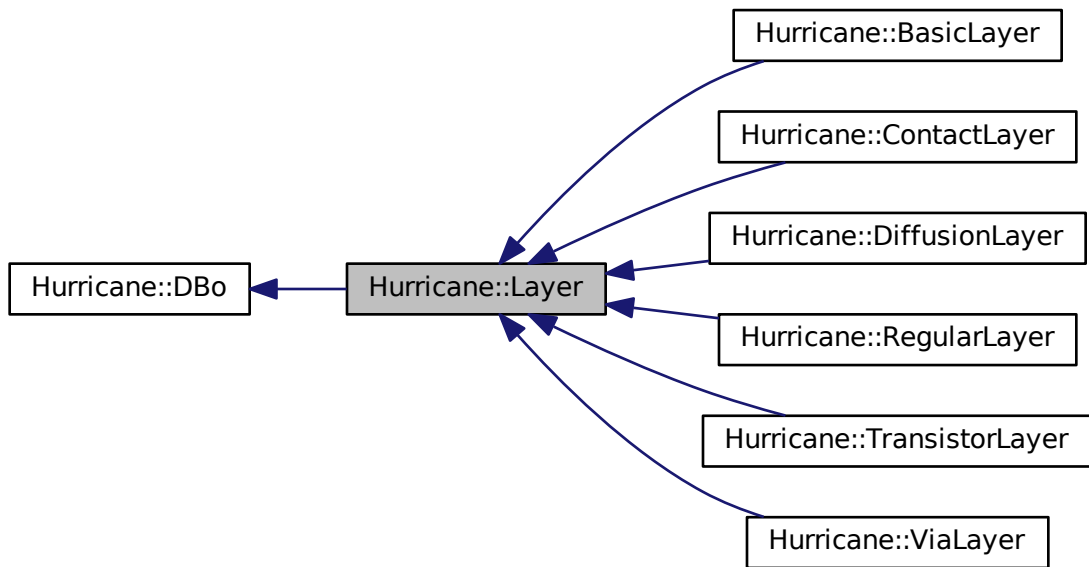 Hurricane::DBo
Hurricane::Layer
Hurricane::BasicLayer
Hurricane::ContactLayer
Hurricane::DiffusionLayer
Hurricane::RegularLayer
Hurricane::TransistorLayer
Hurricane::ViaLayer